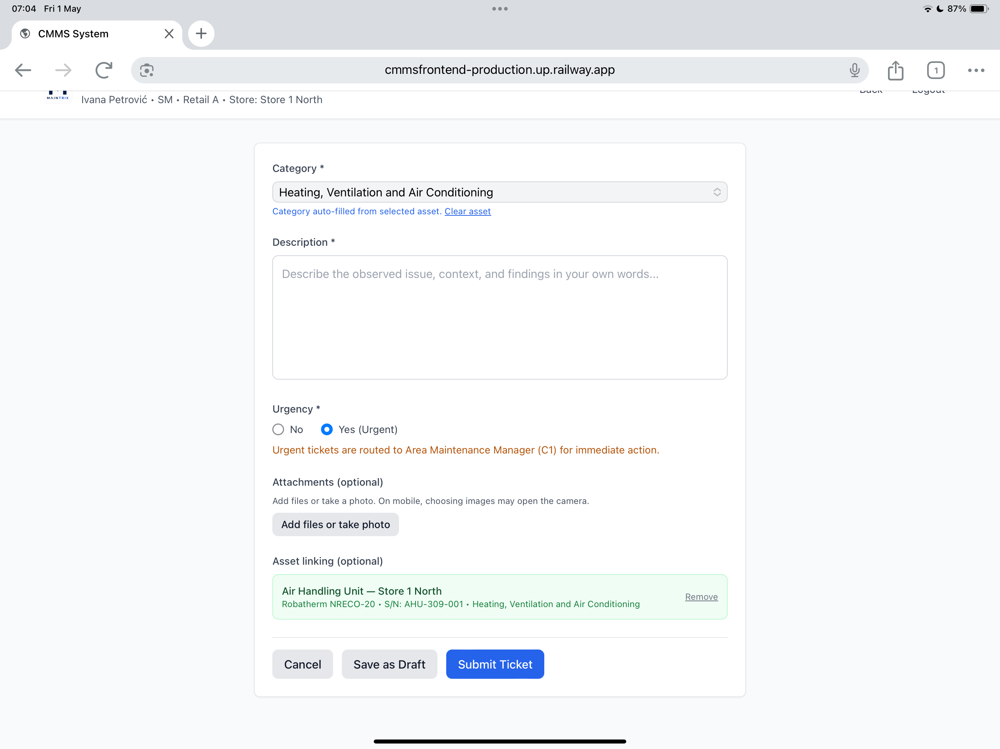 07:04 Fri 1 May
87%
CMMS System
cmmsfrontend-production.up.railway.app
1
MAINTRIX
Ivana Petrović • SM • Retail A • Store: Store 1 North
Back
Logout
Category *
Heating, Ventilation and Air Conditioning
Category auto-filled from selected asset. Clear asset
Description *
Describe the observed issue, context, and findings in your own words...
Urgency *
No
Yes (Urgent)
Urgent tickets are routed to Area Maintenance Manager (C1) for immediate action.
Attachments (optional)
Add files or take a photo. On mobile, choosing images may open the camera.
Add files or take photo
Asset linking (optional)
Air Handling Unit — Store 1 North
Robatherm NRECO-20 • S/N: AHU-309-001 • Heating, Ventilation and Air Conditioning
Remove
Cancel
Save as Draft
Submit Ticket